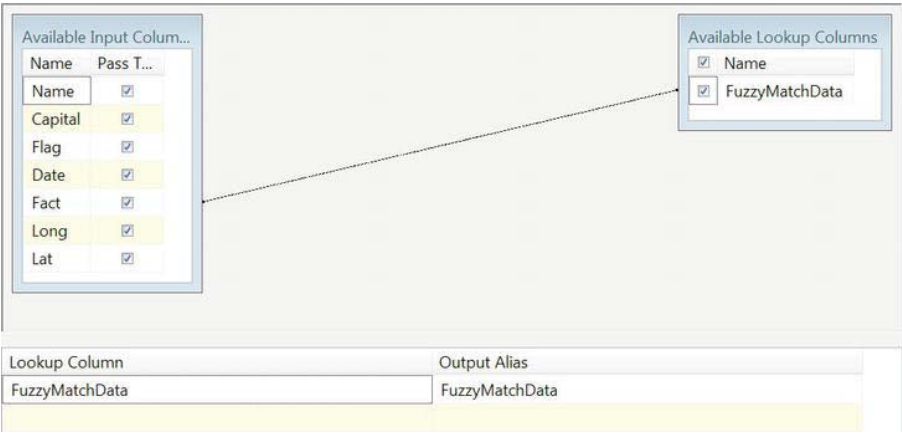 Available Input Colum...
Name Pass T...
Name
Capital
Flag
Date
Fact
Long
Lat
Available Lookup Columns
Name
FuzzyMatchData
Lookup Column Output Alias
FuzzyMatchData FuzzyMatchData